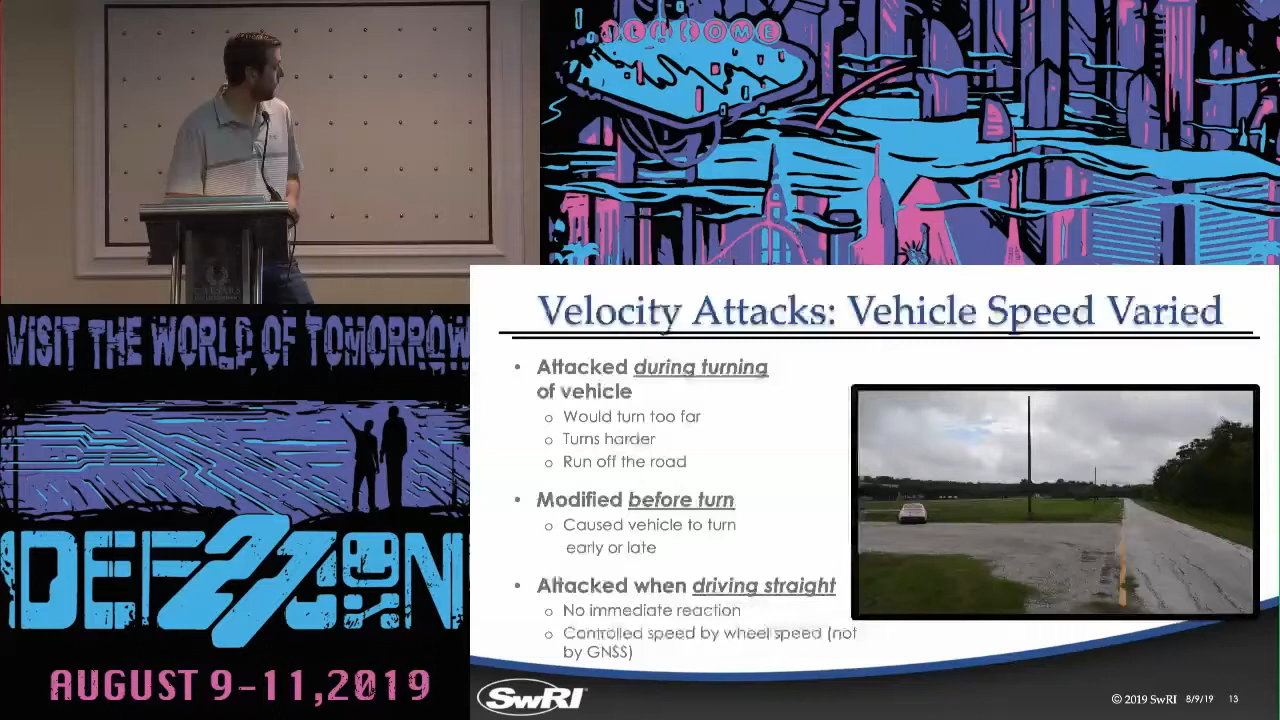 WELCOME
VISIT THE WORLD OF TOMORROW
DEF CON
27
AUGUST 9-11,2019
Velocity Attacks: Vehicle Speed Varied
• Attacked during turning
of vehicle
o Would turn too far
o Turns harder
o Run off the road
• Modified before turn
o Caused vehicle to turn
early or late
• Attacked when driving straight
o No immediate reaction
o Controlled speed by wheel speed (not
by GNSS)
SwRI
© 2019 SwRI 8/9/19 13